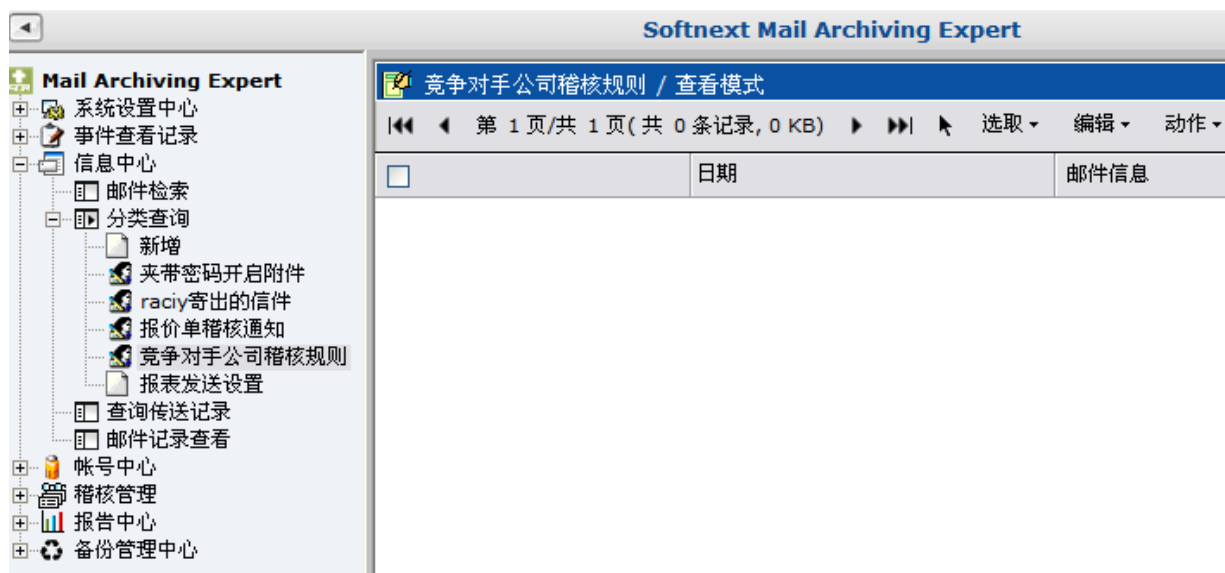 Softnext Mail Archiving Expert
Mail Archiving Expert
系统设置中心
事件查看记录
信息中心
邮件检索
分类查询
新增
夹带密码开启附件
raciy寄出的信件
报价单稽核通知
竞争对手公司稽核规则
报表发送设置
查询传送记录
邮件记录查看
帐号中心
稽核管理
报告中心
备份管理中心
竞争对手公司稽核规则 / 查看模式
第 1 页/共 1 页( 共 0 条记录, 0 KB) 选取 编辑 动作
日期 邮件信息